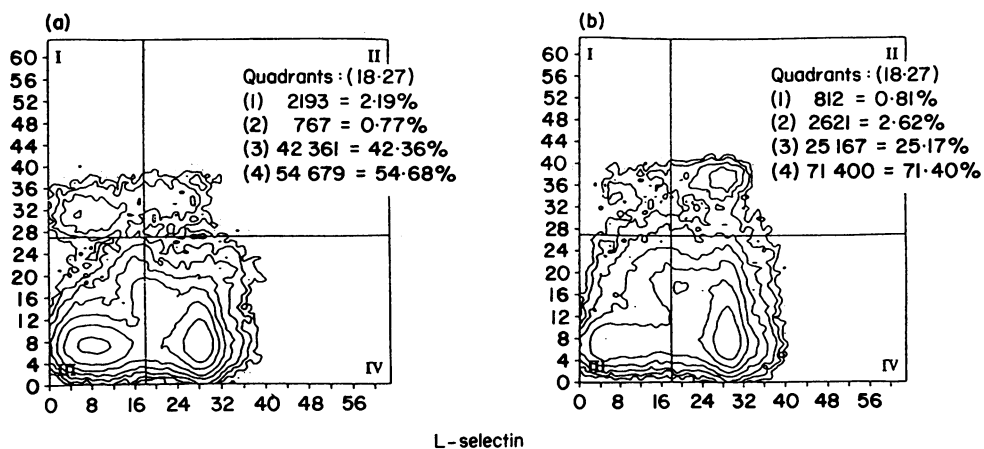 (a)
I
II
Quadrants : (18·27)
(1) 2193 = 2·19%
(2) 767 = 0·77%
(3) 42 361 = 42·36%
(4) 54 679 = 54·68%
III
IV
60
56
52
48
44
40
36
32
28
24
20
16
12
8
4
0
0 8 16 24 32 40 48 56
(b)
I
II
Quadrants : (18·27)
(1) 812 = 0·81%
(2) 2621 = 2·62%
(3) 25 167 = 25·17%
(4) 71 400 = 71·40%
III
IV
60
56
52
48
44
40
36
32
28
24
20
16
12
8
4
0
0 8 16 24 32 40 48 56
L-selectin